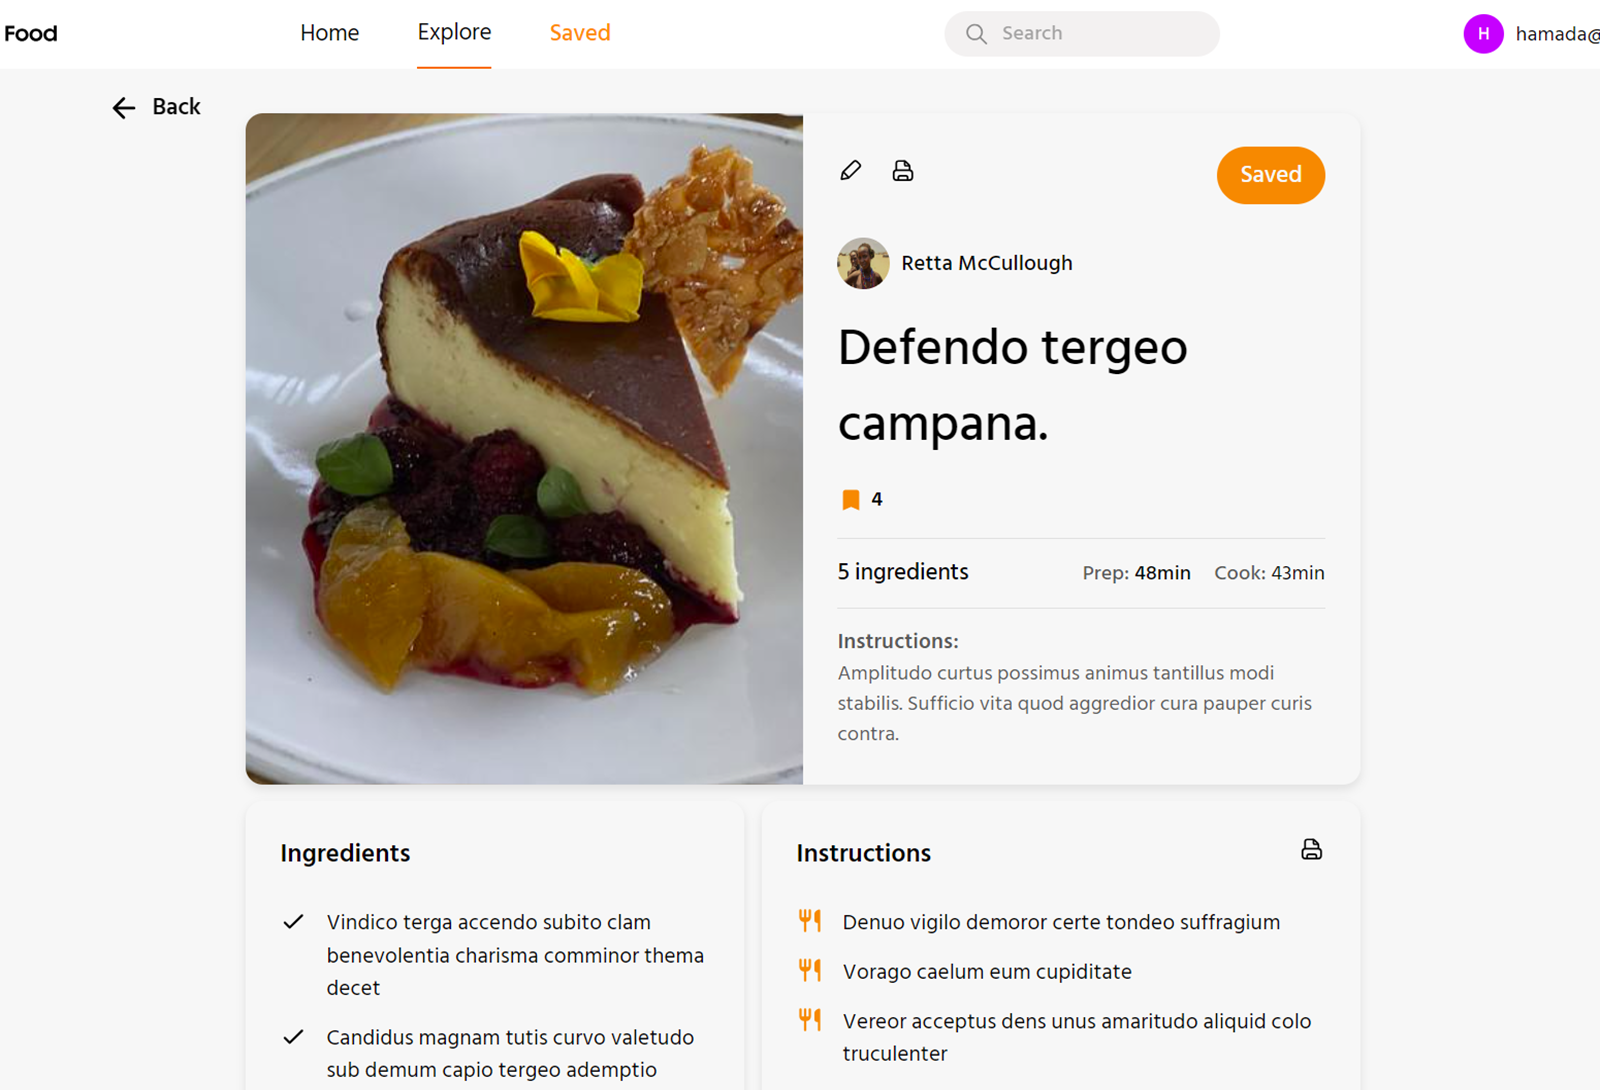 Food
Home
Explore
Saved
Search
H
hamada@
Back
Saved
Retta McCullough
Defendo tergeo
campana.
4
5 ingredients
Prep: 48min
Cook: 43min
Instructions:
Amplitudo curtus possimus animus tantillus modi
stabilis. Sufficio vita quod aggredior cura pauper curis
contra.
Ingredients
Vindico terga accendo subito clam
benevolentia charisma comminor thema
decet
Candidus magnam tutis curvo valetudo
sub demum capio tergeo ademptio
Instructions
Denuo vigilo demoror certe tondeo suffragium
Vorago caelum eum cupiditate
Vereor acceptus dens unus amaritudo aliquid colo
truculenter